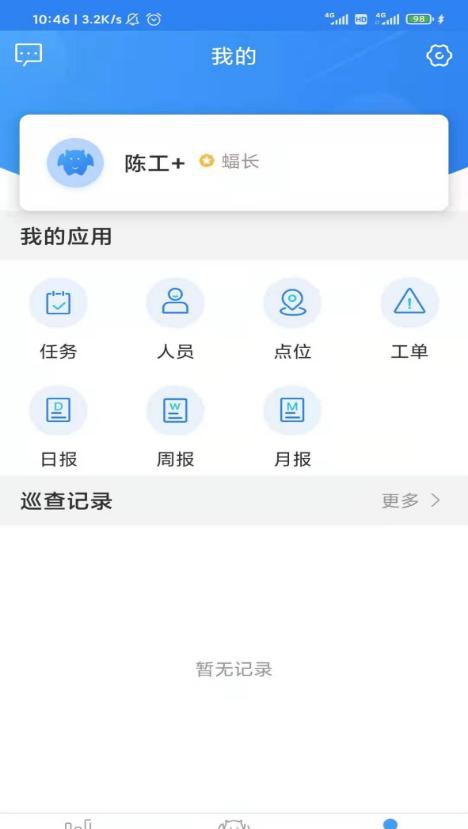 10:46 | 3.2K/s 4G HD 4G 98
我的
陈工+ 蝠长
我的应用
任务 人员 点位 工单
D W M
日报 周报 月报
巡查记录 更多 >
暂无记录